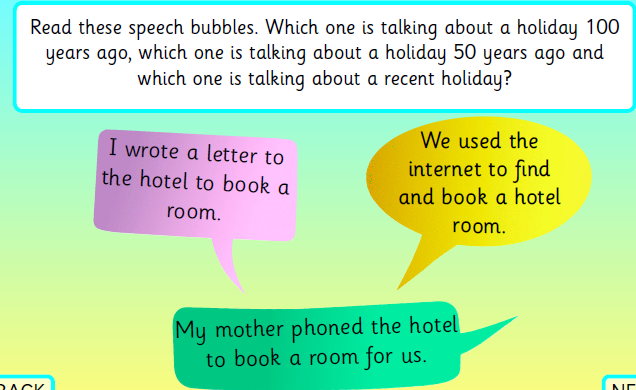 Read these speech bubbles. Which one is talking about a holiday 100
years ago, which one is talking about a holiday 50 years ago and
which one is talking about a recent holiday?
I wrote a letter to
the hotel to book a
room.
We used the
internet to find
and book a hotel
room.
My mother phoned the hotel
to book a room for us.